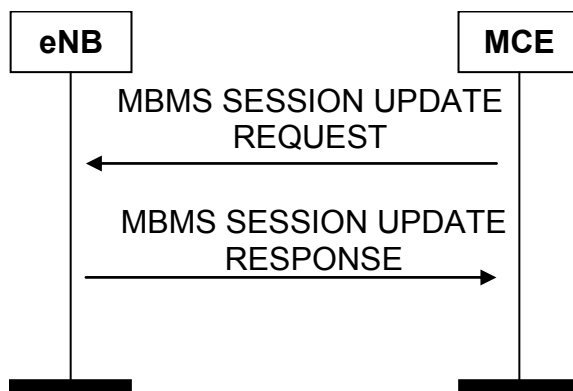 eNB
MCE
MBMS SESSION UPDATE
REQUEST
MBMS SESSION UPDATE
RESPONSE